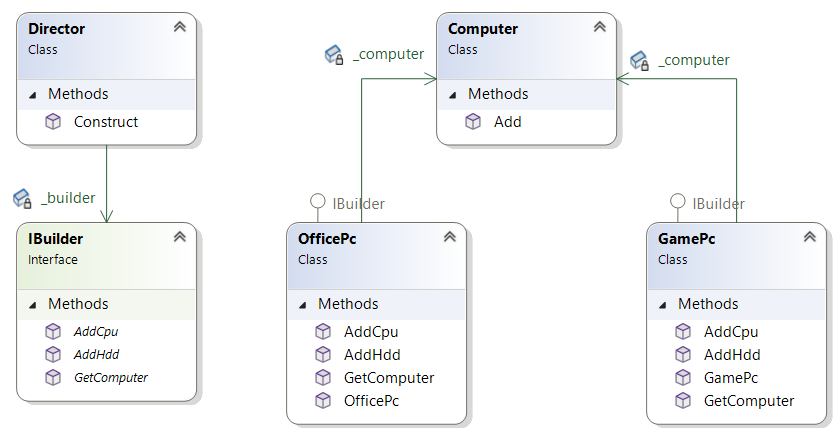 Director
Class
Methods
Construct
_builder
IBuilder
Interface
Methods
AddCpu
AddHdd
GetComputer
_computer
Computer
Class
Methods
Add
_computer
IBuilder
OfficePc
Class
Methods
AddCpu
AddHdd
GetComputer
OfficePc
IBuilder
GamePc
Class
Methods
AddCpu
AddHdd
GamePc
GetComputer